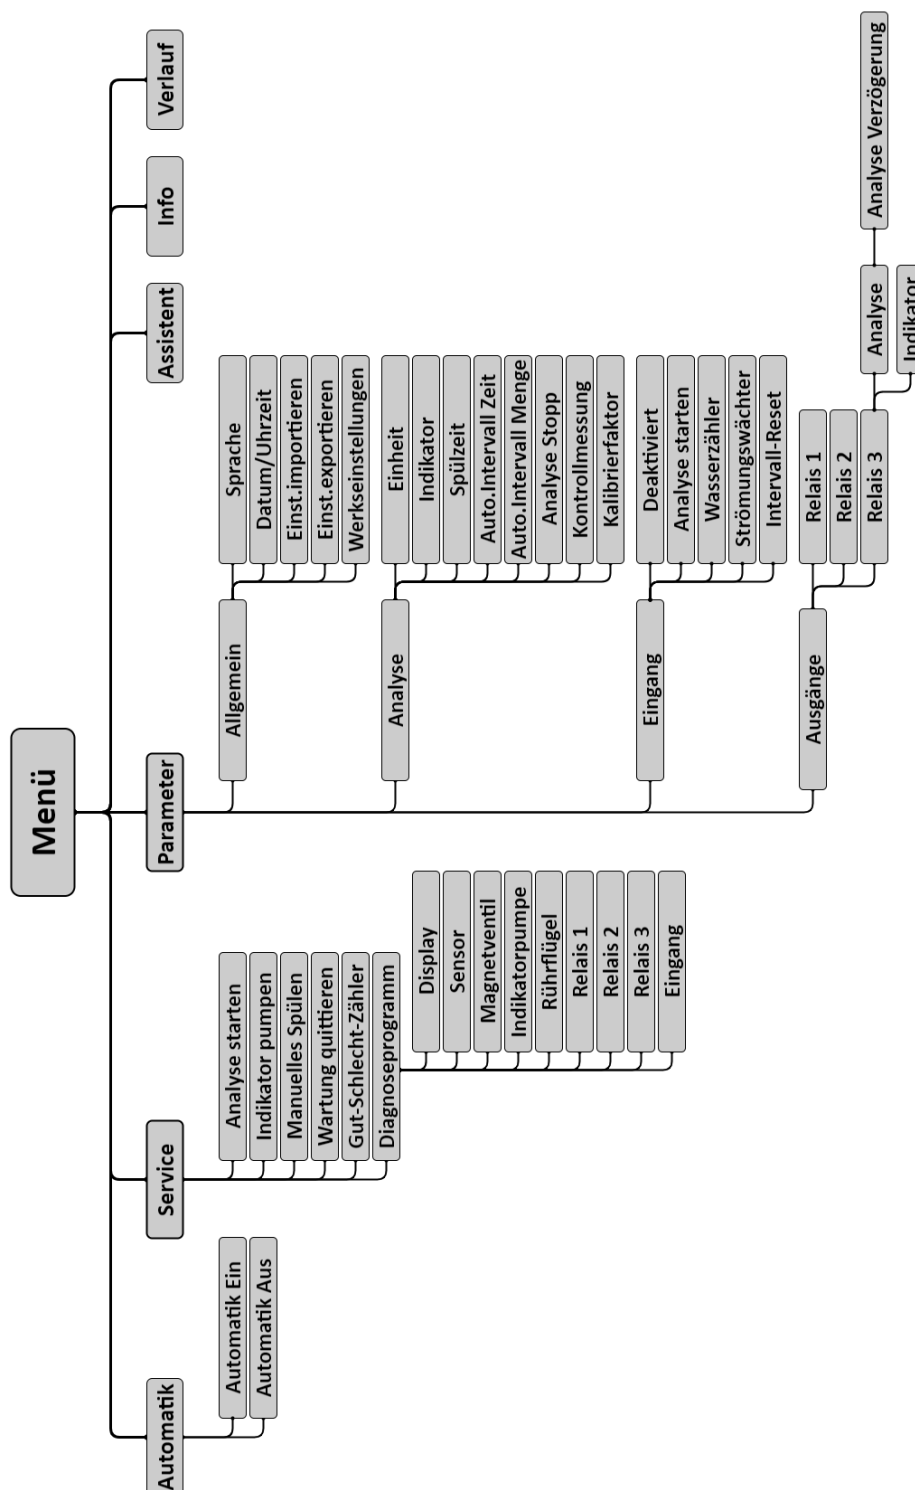 Menü
Automatik
Automatik Ein
Automatik Aus
Service
Analyse starten
Indikator pumpen
Manuelles Spülen
Wartung quittieren
Gut-Schlecht-Zähler
Diagnoseprogramm
Display
Sensor
Magnetventil
Indikatorpumpe
Rührflügel
Relais 1
Relais 2
Relais 3
Eingang
Parameter
Allgemein
Sprache
Datum/Uhrzeit
Einst.importieren
Einst.exportieren
Werkseinstellungen
Analyse
Einheit
Indikator
Spülzeit
Auto.Intervall Zeit
Auto.Intervall Menge
Analyse Stopp
Kontrollmessung
Kalibrierfaktor
Eingang
Deaktiviert
Analyse starten
Wasserzähler
Strömungswächter
Intervall-Reset
Ausgänge
Relais 1
Relais 2
Relais 3
Analyse
Analyse Verzögerung
Indikator
Assistent
Info
Verlauf